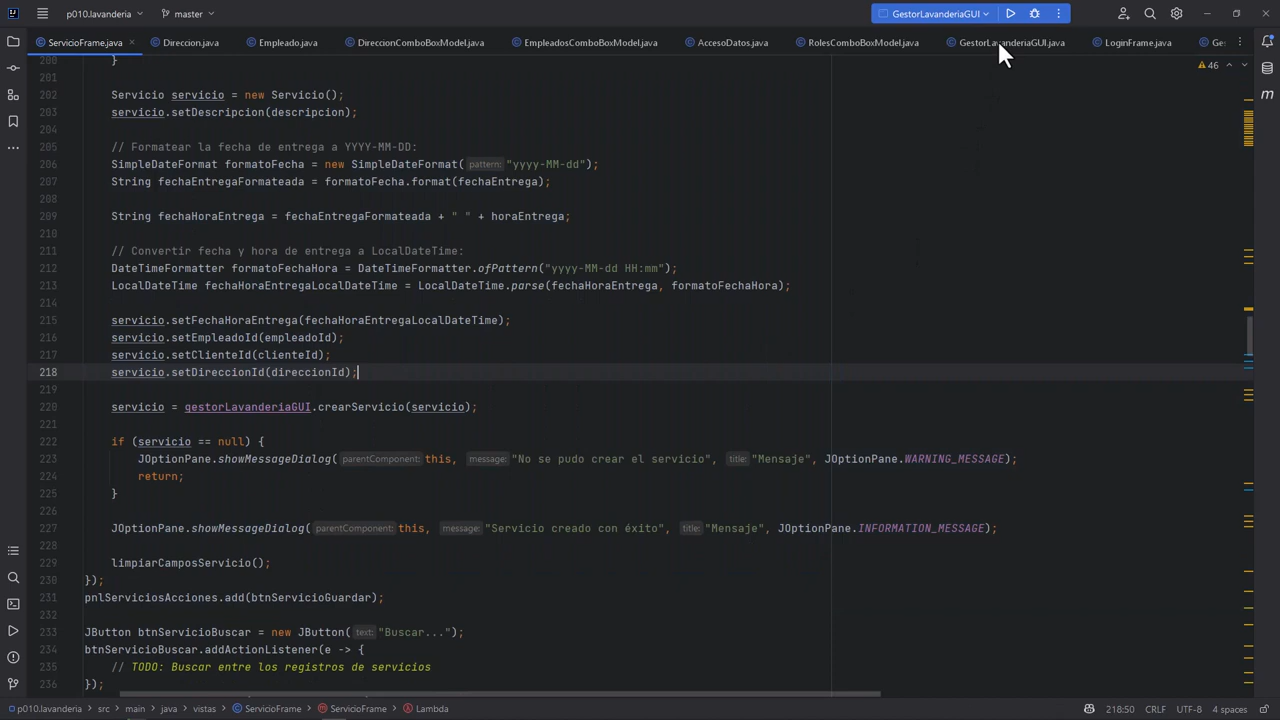 p010.lavanderia
master
GestorLavanderiaGUI
ServicioFrame.java
Direccion.java
Empleado.java
DireccionComboBoxModel.java
EmpleadosComboBoxModel.java
AccesoDatos.java
RolesComboBoxModel.java
GestorLavanderiaGUI.java
LoginFrame.java
46
200 }
201
202 Servicio servicio = new Servicio();
203 servicio.setDescripcion(descripcion);
204
205 // Formatear la fecha de entrega a YYYY-MM-DD:
206 SimpleDateFormat formatoFecha = new SimpleDateFormat( pattern: "yyyy-MM-dd");
207 String fechaEntregaFormateada = formatoFecha.format(fechaEntrega);
208
209 String fechaHoraEntrega = fechaEntregaFormateada + " " + horaEntrega;
210
211 // Convertir fecha y hora de entrega a LocalDateTime:
212 DateTimeFormatter formatoFechaHora = DateTimeFormatter.ofPattern("yyyy-MM-dd HH:mm");
213 LocalDateTime fechaHoraEntregaLocalDateTime = LocalDateTime.parse(fechaHoraEntrega, formatoFechaHora);
214
215 servicio.setFechaHoraEntrega(fechaHoraEntregaLocalDateTime);
216 servicio.setEmpleadoId(empleadoId);
217 servicio.setClienteId(clienteId);
218 servicio.setDireccionId(direccionId);
219
220 servicio = gestorLavanderiaGUI.crearServicio(servicio);
221
222 if (servicio == null) {
223 JOptionPane.showMessageDialog( parentComponent: this, message: "No se pudo crear el servicio", title: "Mensaje", JOptionPane.WARNING_MESSAGE);
224 return;
225 }
226
227 JOptionPane.showMessageDialog( parentComponent: this, message: "Servicio creado con éxito", title: "Mensaje", JOptionPane.INFORMATION_MESSAGE);
228
229 limpiarCamposServicio();
230 });
231 pnlServiciosAcciones.add(btnServicioGuardar);
232
233 JButton btnServicioBuscar = new JButton( text: "Buscar...");
234 btnServicioBuscar.addActionListener(e -> {
235 // TODO: Buscar entre los registros de servicios
236 });
p010.lavanderia > src > main > java > vistas > ServicioFrame > ServicioFrame > Lambda
218:50 CRLF UTF-8 4 spaces